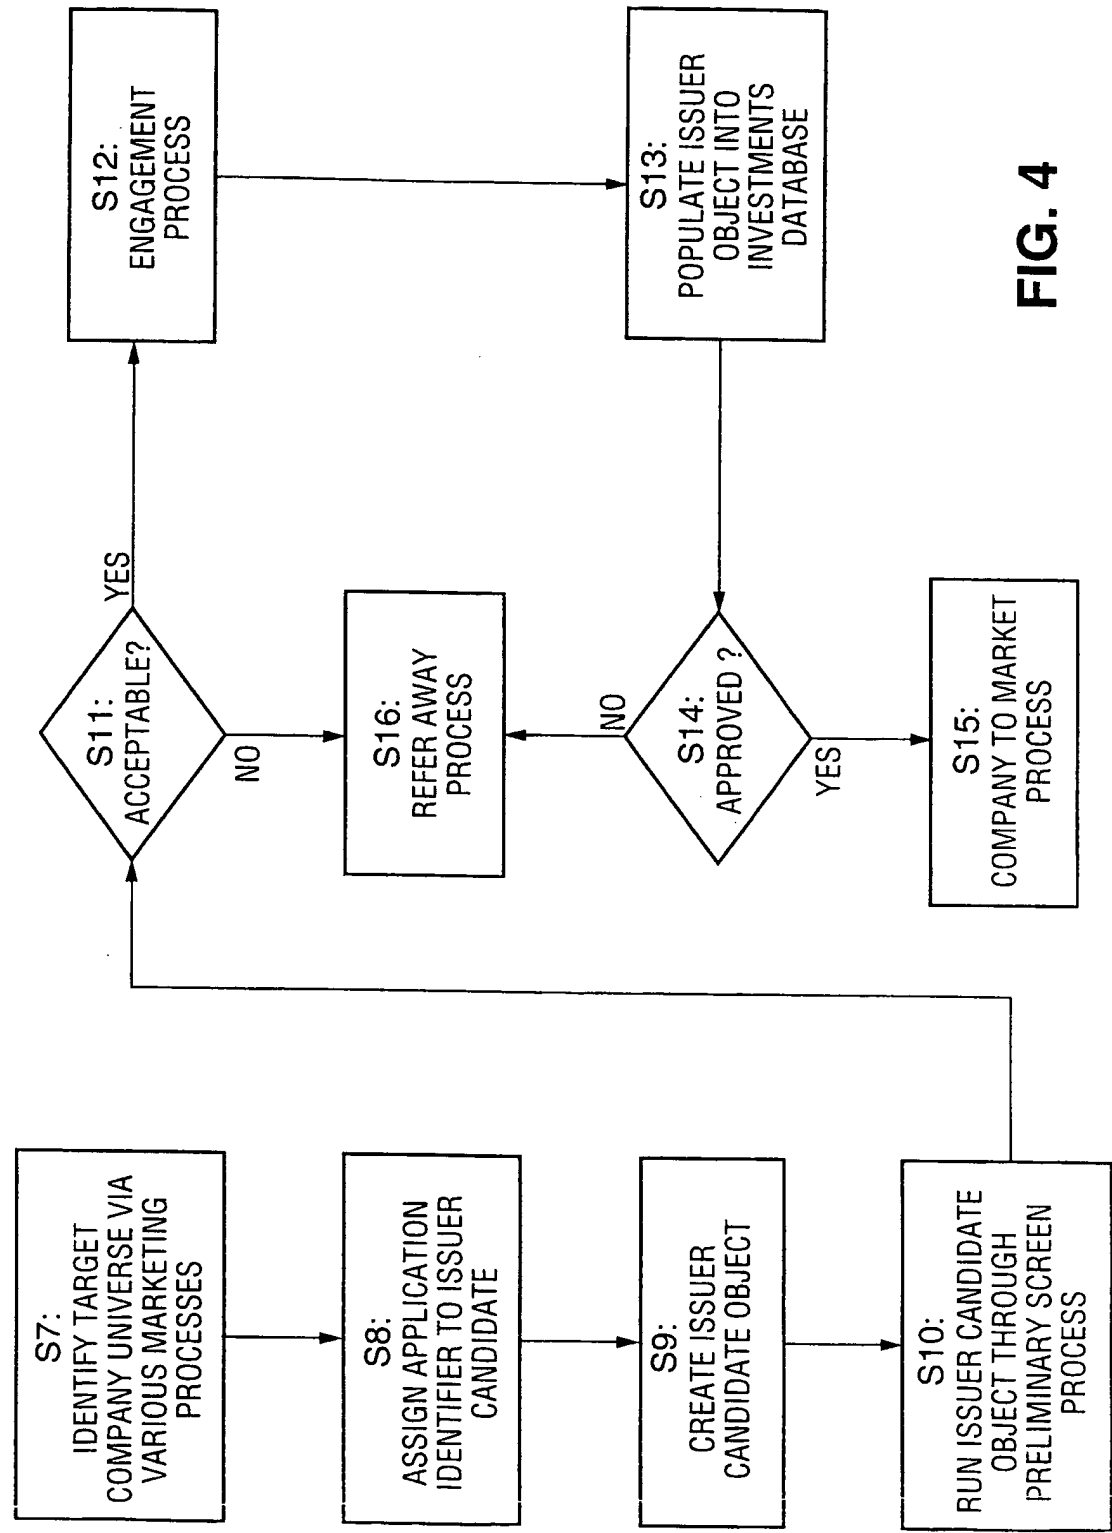 S7:
IDENTIFY TARGET
COMPANY UNIVERSE VIA
VARIOUS MARKETING
PROCESSES
S8:
ASSIGN APPLICATION
IDENTIFIER TO ISSUER
CANDIDATE
S9:
CREATE ISSUER
CANDIDATE OBJECT
S10:
RUN ISSUER CANDIDATE
OBJECT THROUGH
PRELIMINARY SCREEN
PROCESS
S11:
ACCEPTABLE?
YES
NO
S16:
REFER AWAY
PROCESS
NO
S14:
APPROVED ?
YES
S15:
COMPANY TO MARKET
PROCESS
S12:
ENGAGEMENT
PROCESS
S13:
POPULATE ISSUER
OBJECT INTO
INVESTMENTS
DATABASE
FIG. 4